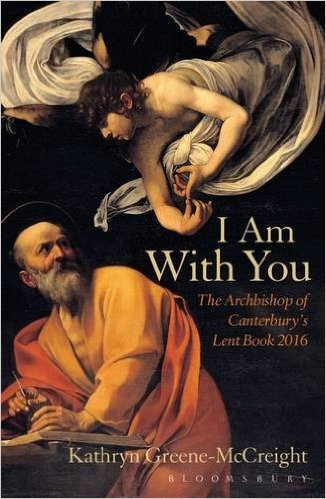 I Am
With You
The Archbishop of
Canterbury's
Lent Book 2016
Kathryn Greene-McCreight
BLOOMSBURY